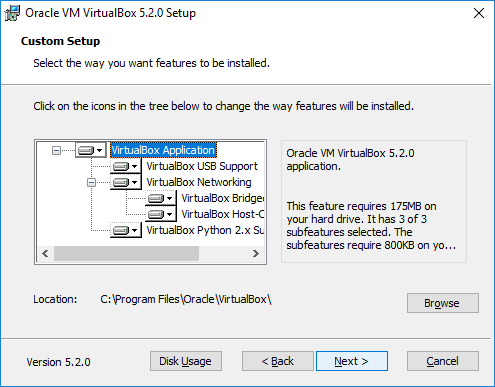 Oracle VM VirtualBox 5.2.0 Setup
Custom Setup
Select the way you want features to be installed.
Click on the icons in the tree below to change the way features will be installed.
VirtualBox Application
VirtualBox USB Support
VirtualBox Networking
VirtualBox Bridged
VirtualBox Host-O
VirtualBox Python 2.x Su
Oracle VM VirtualBox 5.2.0
application.
This feature requires 175MB on
your hard drive. It has 3 of 3
subfeatures selected. The
subfeatures require 800KB on yo...
Location: C:\Program Files\Oracle\VirtualBox\
Browse
Version 5.2.0
Disk Usage
< Back
Next >
Cancel